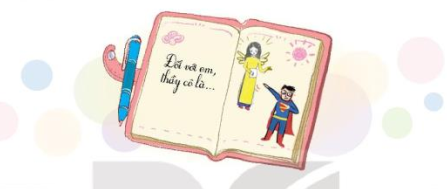 Đối với em,
thầy cô là...